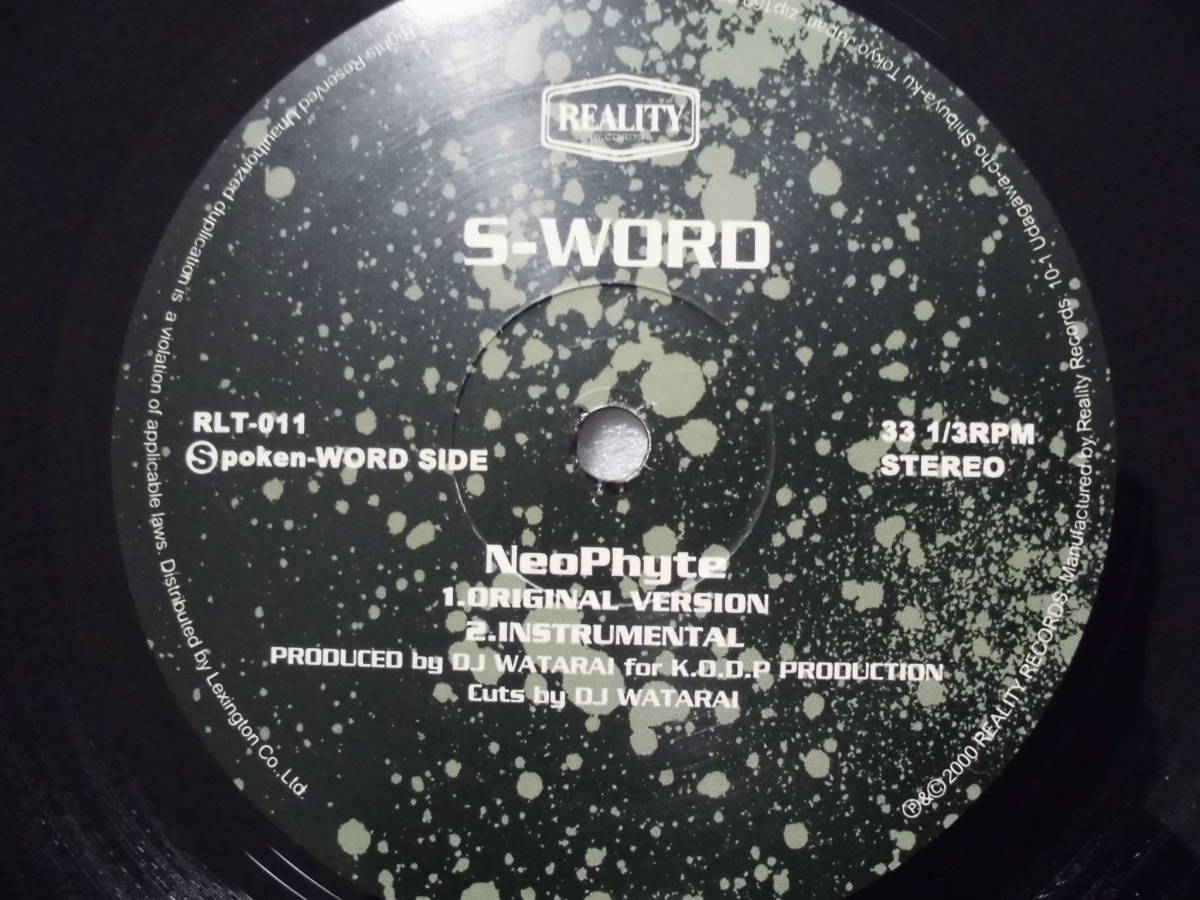 REALITY
RECORDS
S-WORD
RLT-011
Spoken-WORD SIDE
33 1/3RPM
STEREO
NeoPhyte
1.ORIGINAL VERSION
2.INSTRUMENTAL
PRODUCED by DJ WATARAI for K.O.D.P PRODUCTION
Cuts by DJ WATARAI
℗&© 2000 REALITY RECORDS Manufactured by Reality Records 10-1 Udagawa-cho Shibuya-Ku Tokyo Japan. zip150
Rights Reserved Unauthorized duplication is a violation of applicable laws. Distributed by Lexington Co., Ltd.